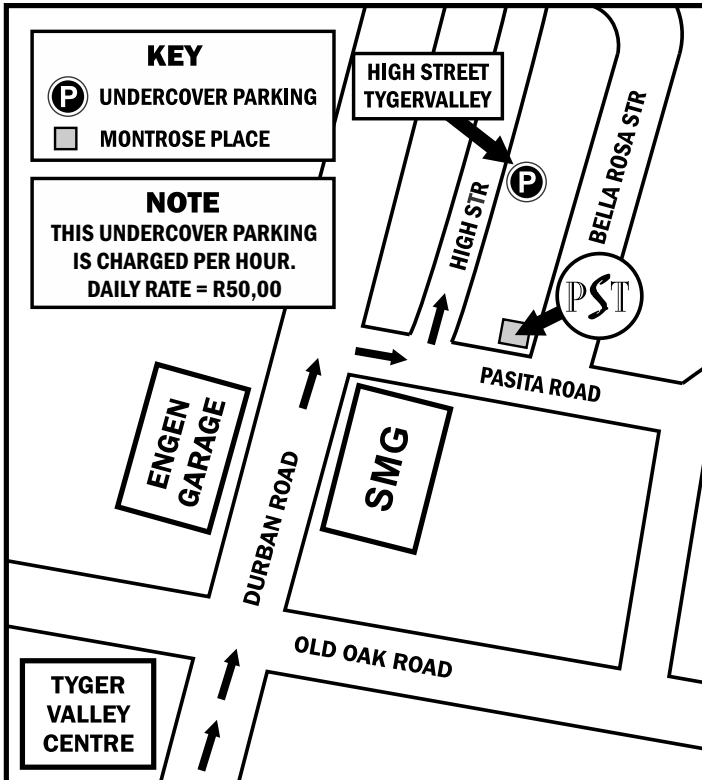 KEY
P UNDERCOVER PARKING
MONTROSE PLACE
NOTE
THIS UNDERCOVER PARKING
IS CHARGED PER HOUR.
DAILY RATE = R50,00
HIGH STREET
TYGERVALLEY
P
HIGH STR
BELLA ROSA STR
PST
PASITA ROAD
ENGEN
GARAGE
SMG
DURBAN ROAD
OLD OAK ROAD
TYGER
VALLEY
CENTRE